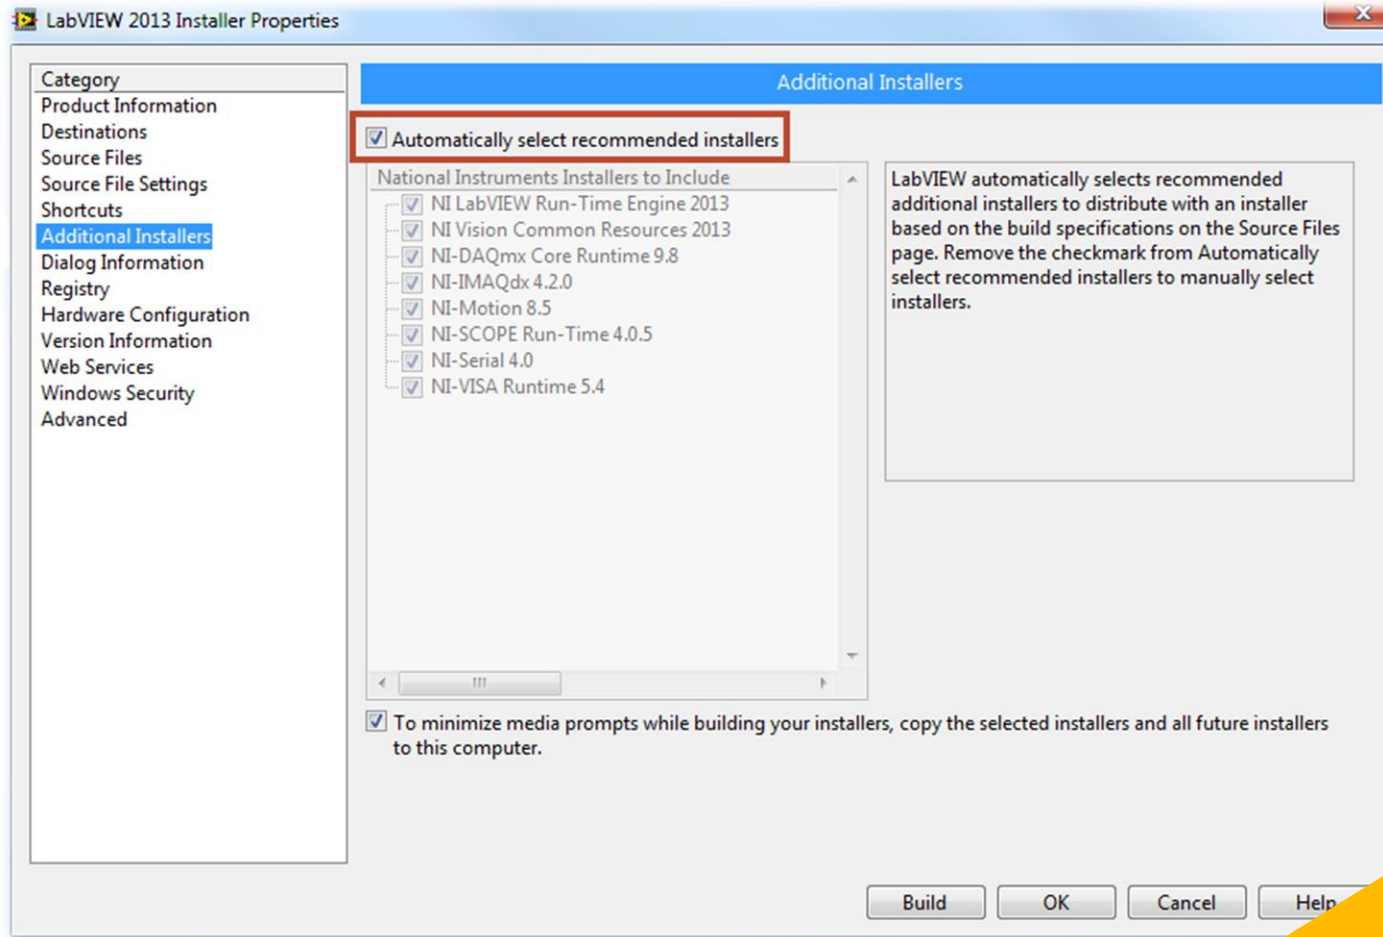 LabVIEW 2013 Installer Properties
Category
Product Information
Destinations
Source Files
Source File Settings
Shortcuts
Additional Installers
Dialog Information
Registry
Hardware Configuration
Version Information
Web Services
Windows Security
Advanced
Additional Installers
Automatically select recommended installers
National Instruments Installers to Include
NI LabVIEW Run-Time Engine 2013
NI Vision Common Resources 2013
NI-DAQmx Core Runtime 9.8
NI-IMAQdx 4.2.0
NI-Motion 8.5
NI-SCOPE Run-Time 4.0.5
NI-Serial 4.0
NI-VISA Runtime 5.4
LabVIEW automatically selects recommended
additional installers to distribute with an installer
based on the build specifications on the Source Files
page. Remove the checkmark from Automatically
select recommended installers to manually select
installers.
To minimize media prompts while building your installers, copy the selected installers and all future installers
to this computer.
Build
OK
Cancel
Help